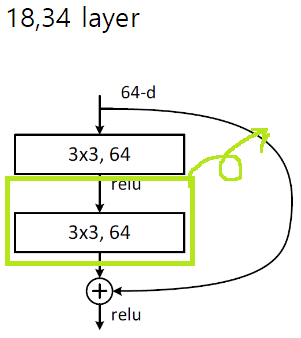 18,34 layer
64-d
3x3, 64
relu
3x3, 64
relu